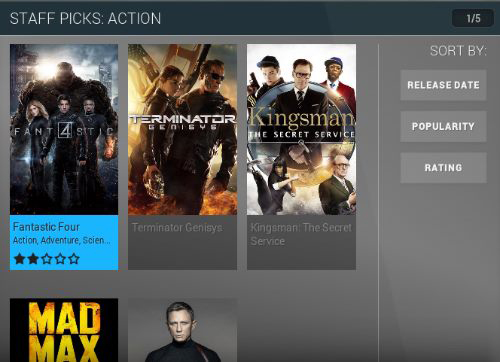 STAFF PICKS: ACTION
1/5
SORT BY:
RELEASE DATE
POPULARITY
RATING
FANTASTIC
4
TERMINATOR
GENISYS
Kingsman
THE SECRET SERVICE
Fantastic Four
Action, Adventure, Scien...
Terminator Genisys
Kingsman: The Secret
Service
MAD
MAX